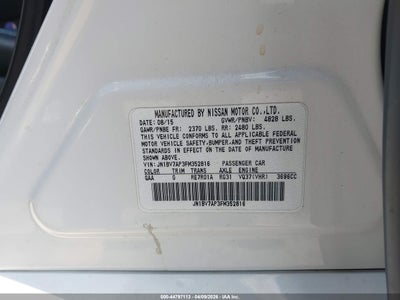 MANUFACTURED BY NISSAN MOTOR CO., LTD.
DATE: 08/15 GVWR/PNBV: 4828 LBS.
GAWR/PNBE FR: 2370 LBS. RR: 2480 LBS.
THIS VEHICLE CONFORMS TO ALL APPLICABLE FEDERAL
MOTOR VEHICLE SAFETY, BUMPER, AND THEFT PREVENTION
STANDARDS IN EFFECT ON THE DATE OF MANUFACTURE
SHOWN ABOVE.
VIN: JN1BV7AP3FM352816 PASSENGER CAR
COLOR TRIM TRANS AXLE ENGINE
QAA G RE7R01A R031 VQ37(VHR) 3696CC
JN1BV7AP3FM352816
IMAGE ID: 44797113 - 04/09/2026 - IAA